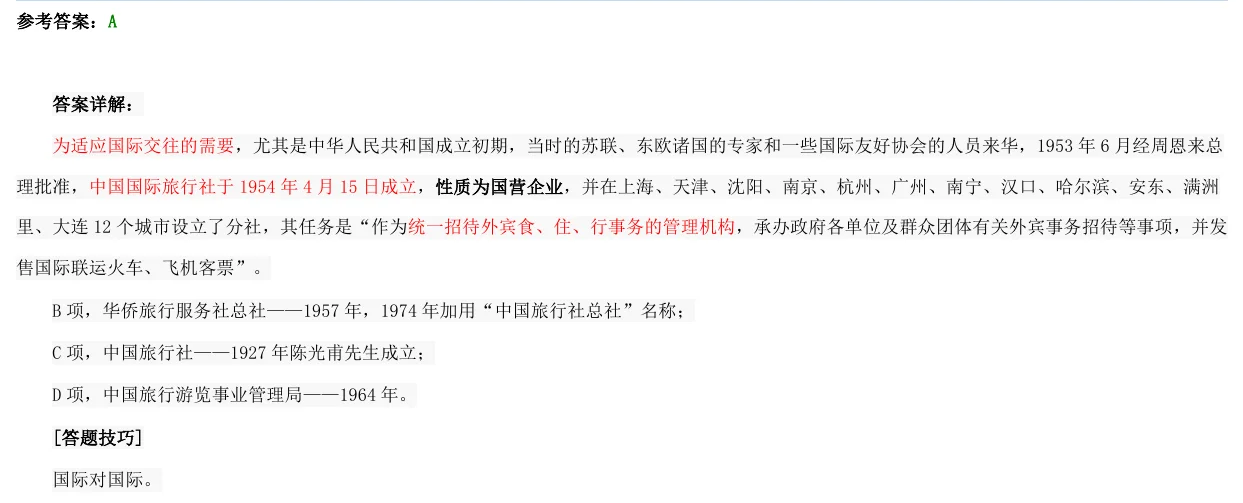 参考答案：A
答案详解：
为适应国际交往的需要，尤其是中华人民共和国成立初期，当时的苏联、东欧诸国的专家和一些国际友好协会的人员来华，1953 年 6 月经周恩来总
理批准，中国国际旅行社于 1954 年 4 月 15 日成立，性质为国营企业，并在上海、天津、沈阳、南京、杭州、广州、南宁、汉口、哈尔滨、安东、满洲
里、大连 12 个城市设立了分社，其任务是“作为统一招待外宾食、住、行事务的管理机构，承办政府各单位及群众团体有关外宾事务招待等事项，并发
售国际联运火车、飞机客票”。
B 项，华侨旅行服务社总社——1957 年，1974 年加用“中国旅行社总社”名称；
C 项，中国旅行社——1927 年陈光甫先生成立；
D 项，中国旅行游览事业管理局——1964 年。
[答题技巧]
国际对国际。